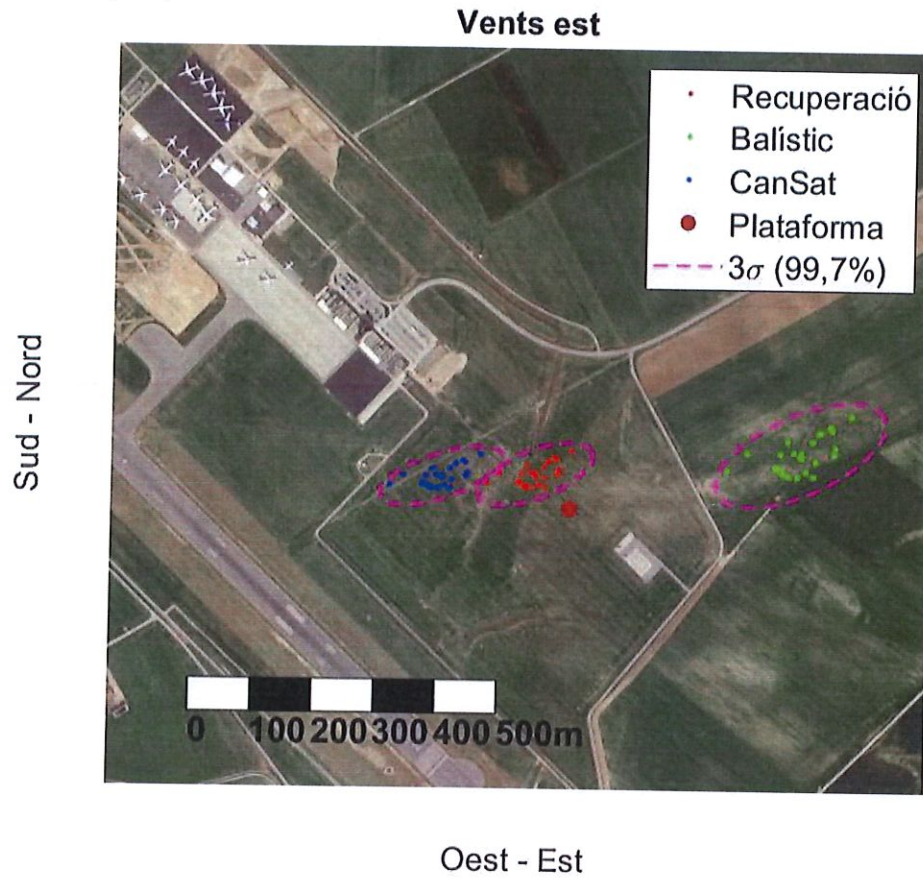 Vents est
Recuperació
Balístic
CanSat
Plataforma
3σ (99,7%)
Sud - Nord
0 100 200 300 400 500m
Oest - Est